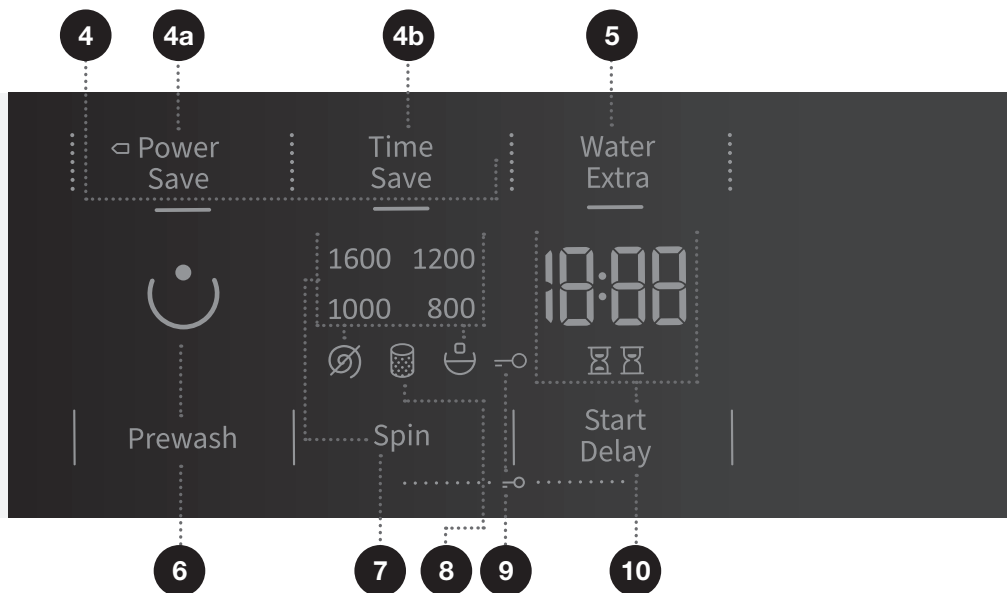 4 4a 4b 5
Power Time Water
Save Save Extra
1600 1200 18:88
1000 800
Start
Prewash Spin Delay
6 7 8 9 10